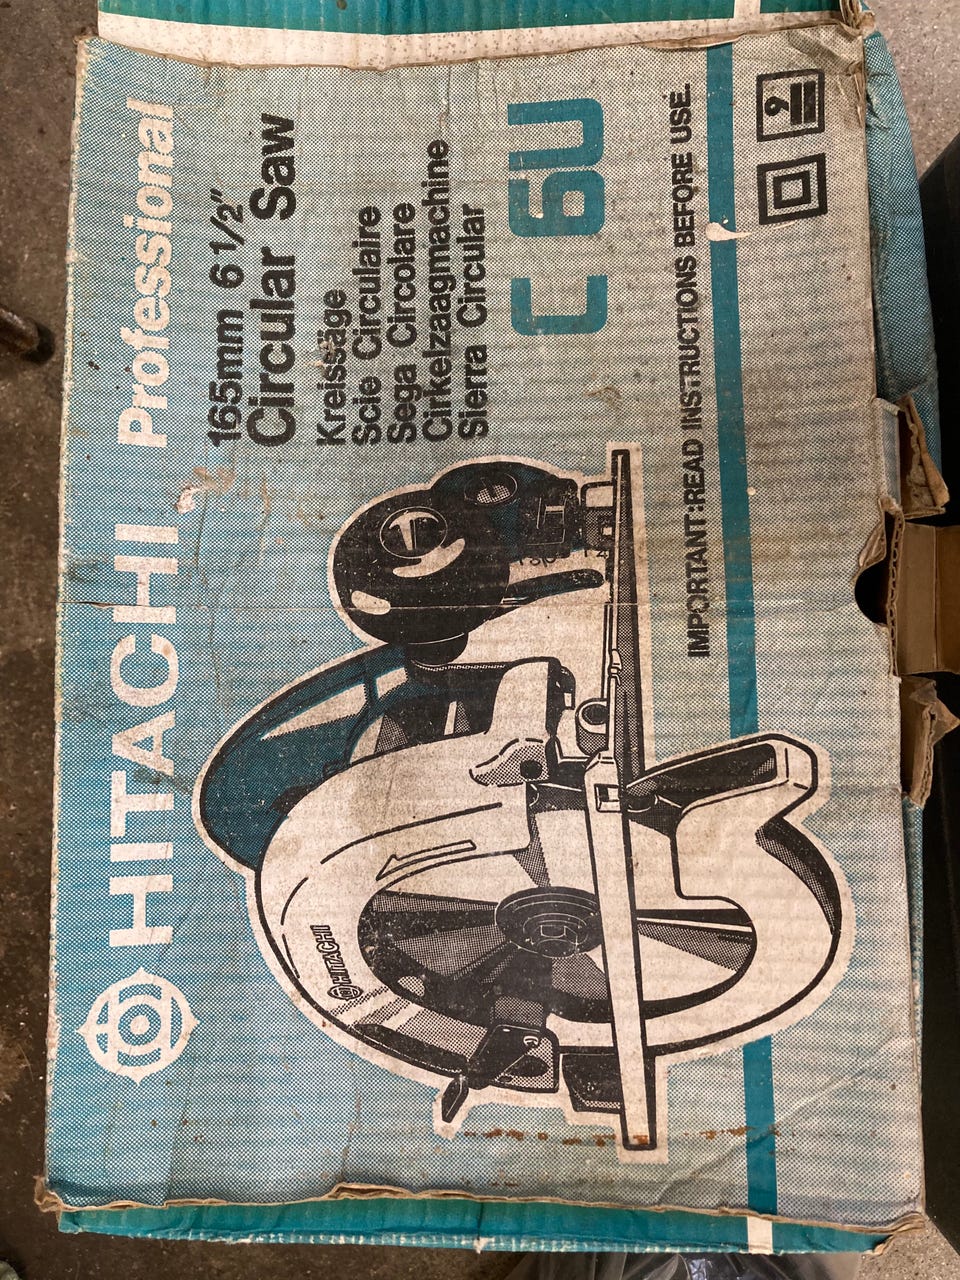 HITACHI Professional
165mm 6 1/2"
Circular Saw
Kreissäge
Scie Circulaire
Sega Circolare
Cirkelzaagmachine
Sierra Circular
C 6U
HITACHI
IMPORTANT:READ INSTRUCTIONS BEFORE USE.